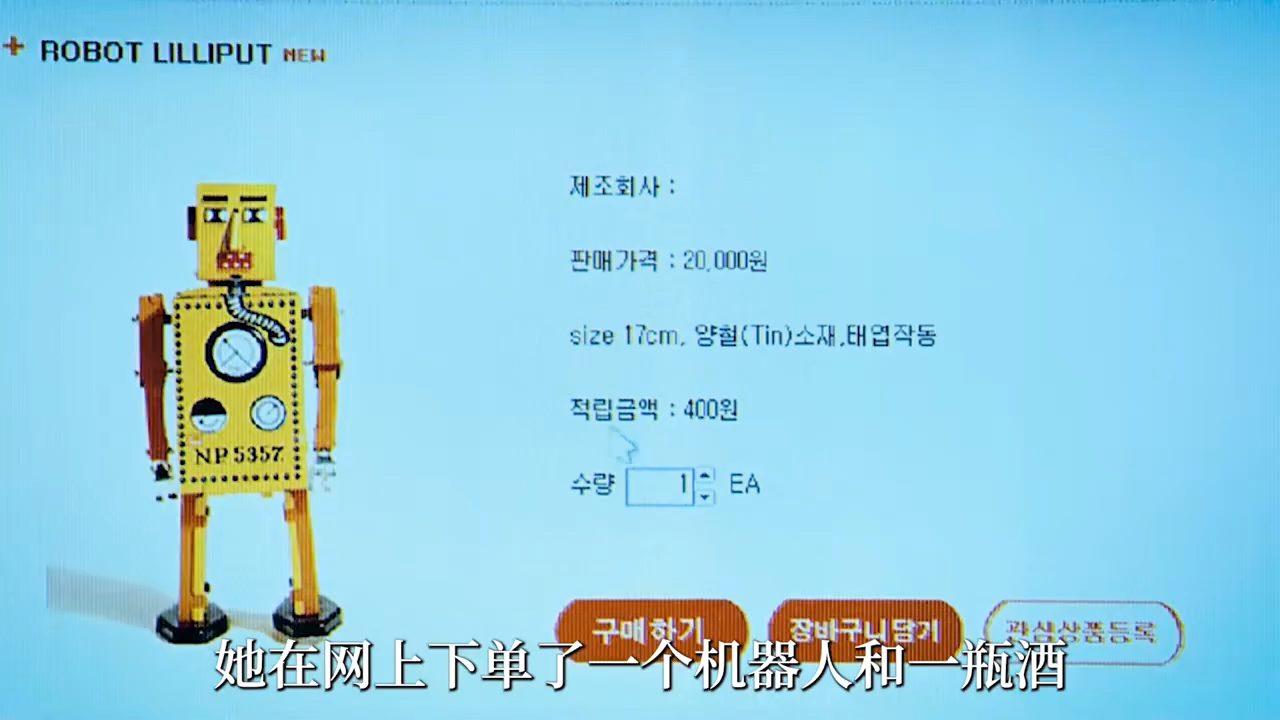 ROBOT LILLIPUT NEW
제조회사 :
판매가격 : 20,000원
size 17cm, 양철(Tin)소재,태엽작동
적립금액 : 400원
수량 1 EA
NP 5357
구매하기 장바구니담기 관심상품등록
她在网上下单了一个机器人和一瓶酒